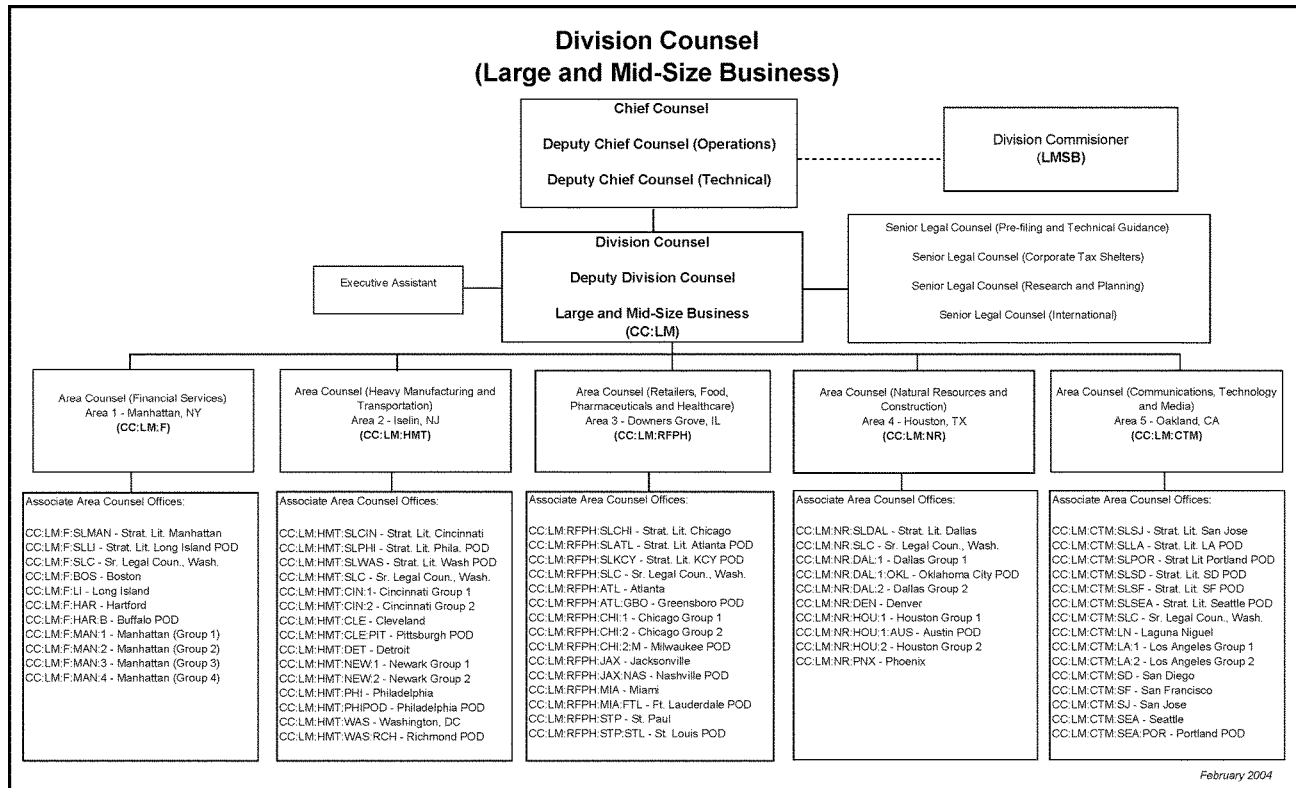 Division Counsel
(Large and Mid-Size Business)
Chief Counsel
Deputy Chief Counsel (Operations)
Deputy Chief Counsel (Technical)
Division Commisioner
(LMSB)
Division Counsel
Deputy Division Counsel
Large and Mid-Size Business
(CC:LM)
Executive Assistant
Senior Legal Counsel (Pre-filing and Technical Guidance)
Senior Legal Counsel (Corporate Tax Shelters)
Senior Legal Counsel (Research and Planning)
Senior Legal Counsel (International)
Area Counsel (Financial Services)
Area 1 - Manhattan, NY
(CC:LM:F)
Area Counsel (Heavy Manufacturing and
Transportation)
Area 2 - Iselin, NJ
(CC:LM:HMT)
Area Counsel (Retailers, Food,
Pharmaceuticals and Healthcare)
Area 3 - Downers Grove, IL
(CC:LM:RFPH)
Area Counsel (Natural Resources and
Construction)
Area 4 - Houston, TX
(CC:LM:NR)
Area Counsel (Communications, Technology
and Media)
Area 5 - Oakland, CA
(CC:LM:CTM)
Associate Area Counsel Offices:
CC:LM:F:SLMAN - Strat. Lit. Manhattan
CC:LM:F:SLLI - Strat. Lit. Long Island POD
CC:LM:F:SLC - Sr. Legal Coun., Wash.
CC:LM:F:BOS - Boston
CC:LM:F:LI - Long Island
CC:LM:F:HAR - Hartford
CC:LM:F:HAR:B - Buffalo POD
CC:LM:F:MAN:1 - Manhattan (Group 1)
CC:LM:F:MAN:2 - Manhattan (Group 2)
CC:LM:F:MAN:3 - Manhattan (Group 3)
CC:LM:F:MAN:4 - Manhattan (Group 4)
Associate Area Counsel Offices:
CC:LM:HMT:SLCIN - Strat. Lit. Cincinnati
CC:LM:HMT:SLPHI - Strat. Lit. Phila. POD
CC:LM:HMT:SLWAS - Strat. Lit. Wash POD
CC:LM:HMT:SLC - Sr. Legal Coun., Wash.
CC:LM:HMT:CIN:1- Cincinnati Group 1
CC:LM:HMT:CIN:2 - Cincinnati Group 2
CC:LM:HMT:CLE - Cleveland
CC:LM:HMT:CLE:PIT - Pittsburgh POD
CC:LM:HMT:DET - Detroit
CC:LM:HMT:NEW:1 - Newark Group 1
CC:LM:HMT:NEW:2 - Newark Group 2
CC:LM:HMT:PHI - Philadelphia
CC:LM:HMT:PHIPOD - Philadelphia POD
CC:LM:HMT:WAS - Washington, DC
CC:LM:HMT:WAS:RCH - Richmond POD
Associate Area Counsel Offices:
CC:LM:RFPH:SLCHI - Strat. Lit. Chicago
CC:LM:RFPH:SLATL - Strat. Lit. Atlanta POD
CC:LM:RFPH:SLKCY - Strat. Lit. KCY POD
CC:LM:RFPH:SLC - Sr. Legal Coun., Wash.
CC:LM:RFPH:ATL - Atlanta
CC:LM:RFPH:ATL:GBO - Greensboro POD
CC:LM:RFPH:CHI:1 - Chicago Group 1
CC:LM:RFPH:CHI:2 - Chicago Group 2
CC:LM:RFPH:CHI:2:M - Milwaukee POD
CC:LM:RFPH:JAX - Jacksonville
CC:LM:RFPH:JAX:NAS - Nashville POD
CC:LM:RFPH:MIA - Miami
CC:LM:RFPH:MIA:FTL - Ft. Lauderdale POD
CC:LM:RFPH:STP - St. Paul
CC:LM:RFPH:STP:STL - St. Louis POD
Associate Area Counsel Offices:
CC:LM:NR:SLDAL - Strat. Lit. Dallas
CC:LM:NR:SLC - Sr. Legal Coun., Wash.
CC:LM:NR:DAL:1 - Dallas Group 1
CC:LM:NR:DAL:1:OKL - Oklahoma City POD
CC:LM:NR:DAL:2 - Dallas Group 2
CC:LM:NR:DEN - Denver
CC:LM:NR:HOU:1 - Houston Group 1
CC:LM:NR:HOU:1:AUS - Austin POD
CC:LM:NR:HOU:2 - Houston Group 2
CC:LM:NR:PNX - Phoenix
Associate Area Counsel Offices:
CC:LM:CTM:SLSJ - Strat. Lit. San Jose
CC:LM:CTM:SLLA - Strat. Lit. LA POD
CC:LM:CTM:SLPOR - Strat Lit Portland POD
CC:LM:CTM:SLSD - Strat. Lit. SD POD
CC:LM:CTM:SLSF - Strat. Lit. SF POD
CC:LM:CTM:SLSEA - Strat. Lit. Seattle POD
CC:LM:CTM:SLC - Sr. Legal Coun., Wash.
CC:LM:CTM:LN - Laguna Niguel
CC:LM:CTM:LA:1 - Los Angeles Group 1
CC:LM:CTM:LA:2 - Los Angeles Group 2
CC:LM:CTM:SD - San Diego
CC:LM:CTM:SF - San Francisco
CC:LM:CTM:SJ - San Jose
CC:LM:CTM:SEA - Seattle
CC:LM:CTM:SEA:POR - Portland POD
February 2004